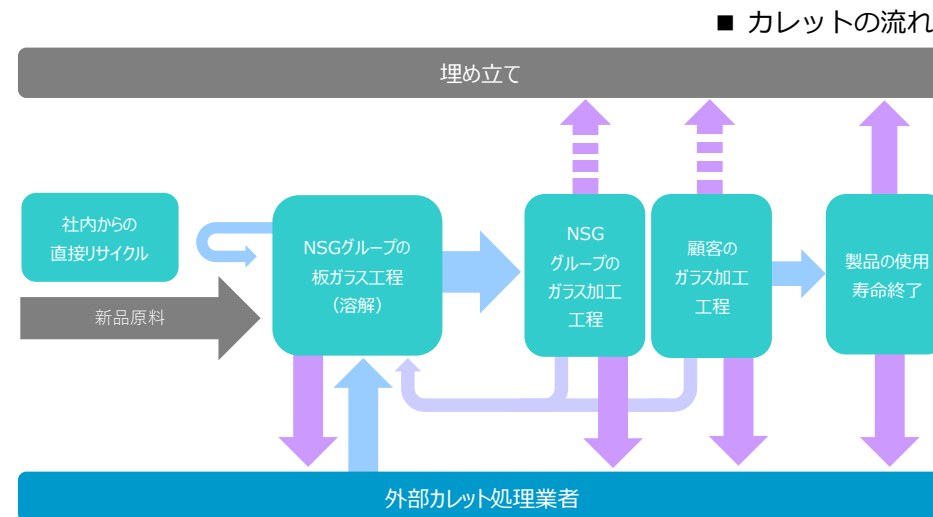 ■ カレットの流れ
埋め立て
社内からの
直接リサイクル
新品原料
NSGグループの
板ガラス工程
（溶解）
NSG
グループの
ガラス加工
工程
顧客の
ガラス加工
工程
製品の使用
寿命終了
外部カレット処理業者